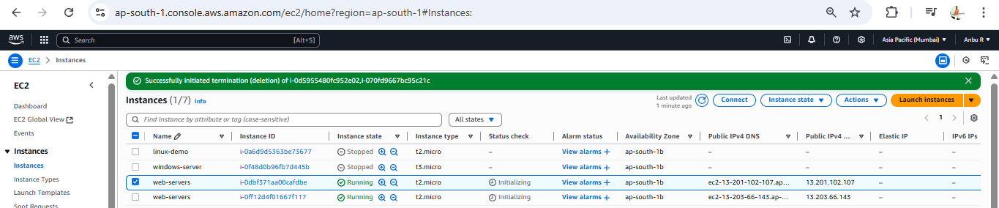 ap-south-1.console.aws.amazon.com/ec2/home?region=ap-south-1#Instances:
aws Search [Alt+S] Asia Pacific (Mumbai) Anbu R
EC2 Instances
EC2
Dashboard
EC2 Global View
Events
Instances
Instances
Instance Types
Launch Templates
Spot Requests
Successfully initiated termination (deletion) of i-0d5955480fc952e02,i-070fd9667bc95c21c
Instances (1/7) Info
Last updated
1 minute ago
Connect Instance state Actions Launch instances
Find Instance by attribute or tag (case-sensitive) All states 1
Name Instance ID Instance state Instance type Status check Alarm status Availability Zone Public IPv4 DNS Public IPv4 ... Elastic IP IPv6 IPs
linux-demo i-0a6d9d5363be73677 Stopped t2.micro – View alarms + ap-south-1b – – – –
windows-server i-0f48d0b96fb7d445b Stopped t3.micro – View alarms + ap-south-1b – – – –
web-servers i-0dbf371aa00cafdbe Running t2.micro Initializing View alarms + ap-south-1b ec2-13-201-102-107.ap... 13.201.102.107 – –
web-servers i-0ff12d4f01667f117 Running t2.micro Initializing View alarms + ap-south-1b ec2-13-203-66-143.ap-... 13.203.66.143 – –